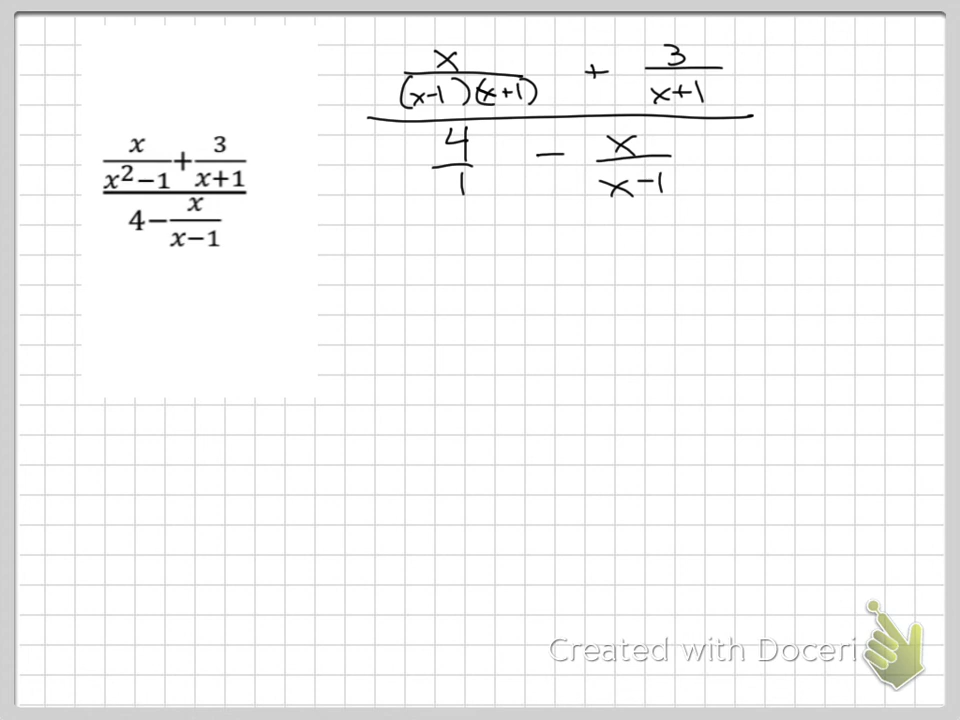 x/(x²−1) + 3/(x+1)
4 − x/(x−1)
x/((x-1)(x+1)) + 3/(x+1)
4/1 − x/(x-1)
Created with Doceri